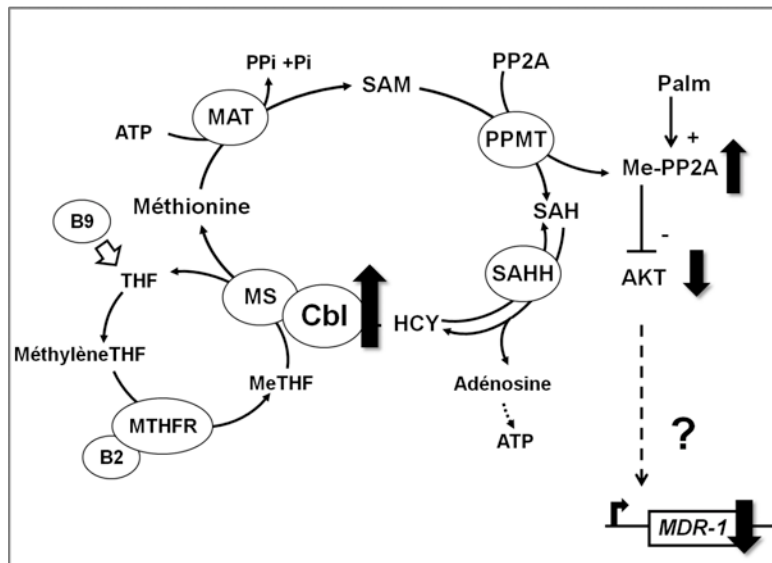 PPi +Pi
PP2A
SAM
Palm
ATP
MAT
PPMT
+
Me-PP2A
Méthionine
SAH
B9
-
SAHH
THF
MS
AKT
Cbl
HCY
MéthylèneTHF
MeTHF
Adénosine
MTHFR
?
B2
ATP
MDR-1